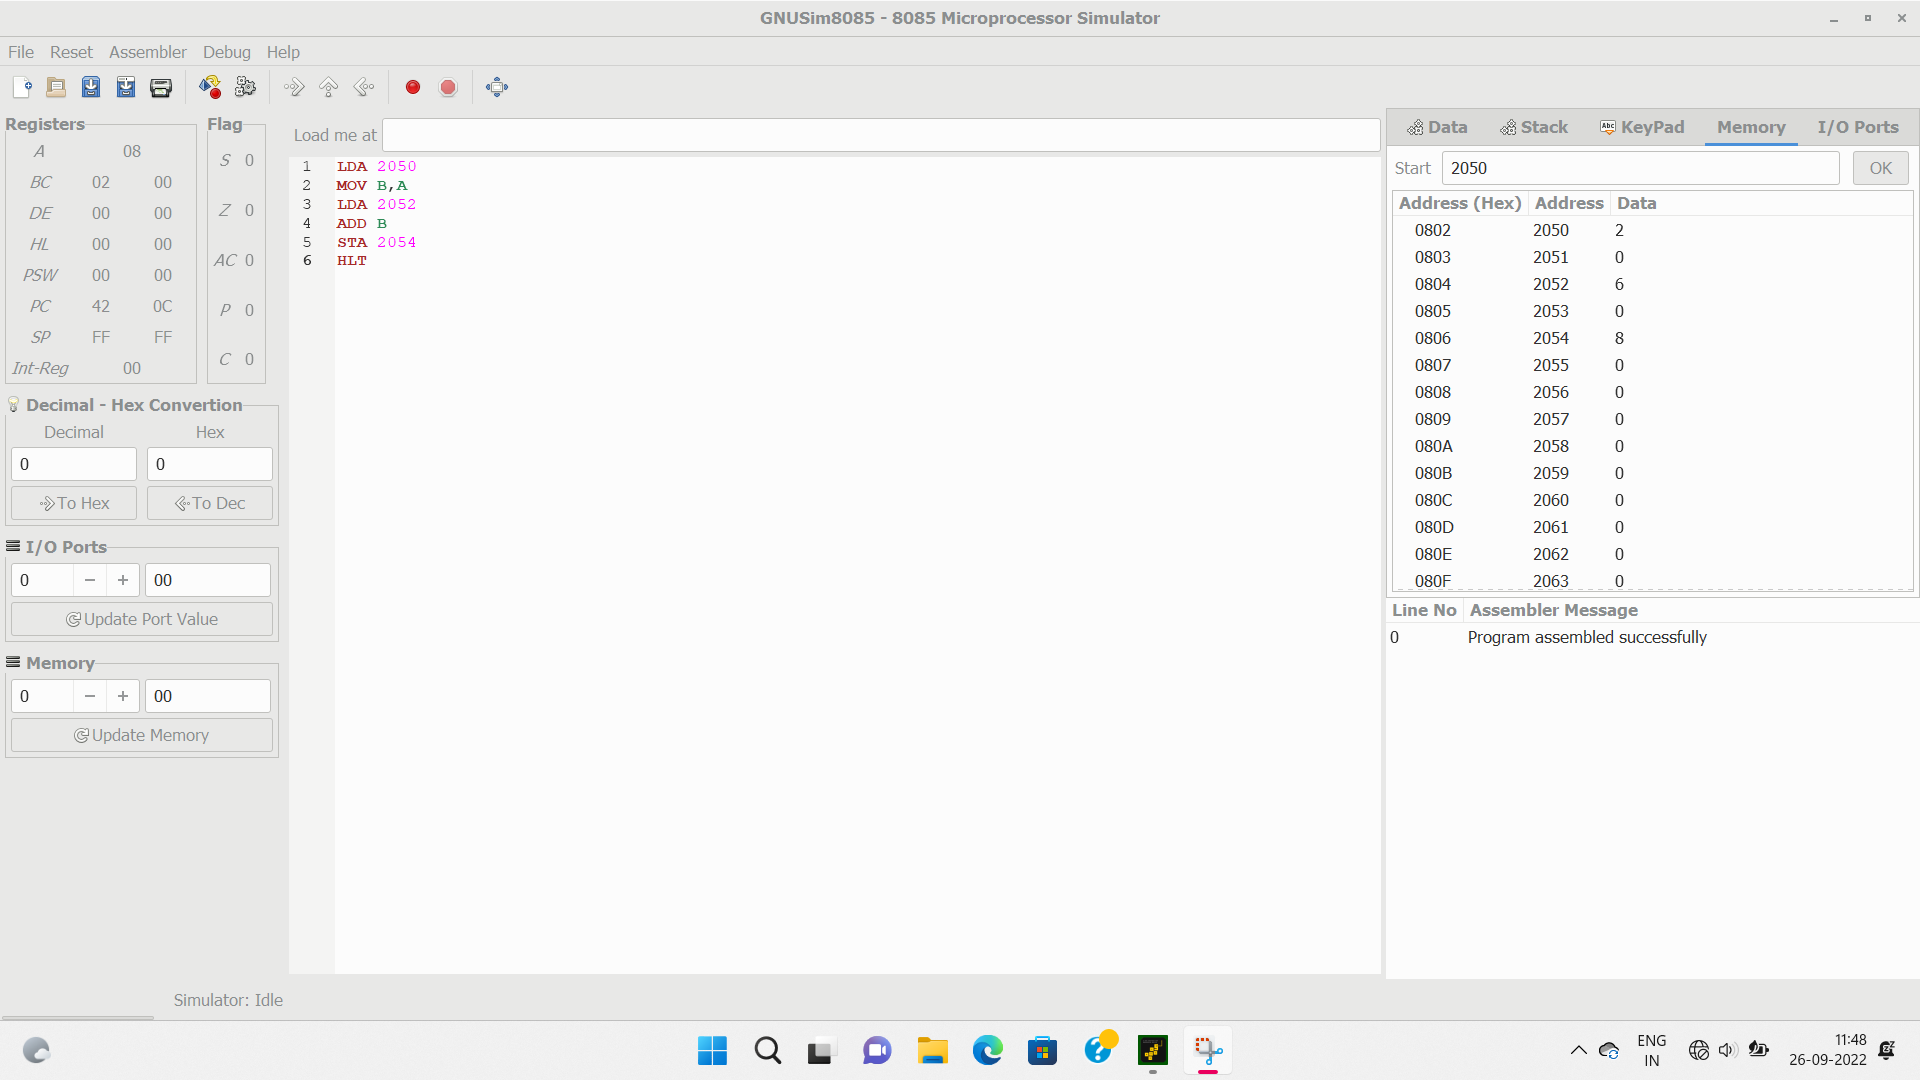 GNUSim8085 - 8085 Microprocessor Simulator
File Reset Assembler Debug Help
Registers
A 08
BC 02 00
DE 00 00
HL 00 00
PSW 00 00
PC 42 0C
SP FF FF
Int-Reg 00
Flag
S 0
Z 0
AC 0
P 0
C 0
Decimal - Hex Convertion
Decimal Hex
0 0
To Hex To Dec
I/O Ports
0 − + 00
Update Port Value
Memory
0 − + 00
Update Memory
Load me at
1 LDA 2050
2 MOV B,A
3 LDA 2052
4 ADD B
5 STA 2054
6 HLT
Data Stack Abc KeyPad Memory I/O Ports
Start 2050 OK
Address (Hex) Address Data
0802 2050 2
0803 2051 0
0804 2052 6
0805 2053 0
0806 2054 8
0807 2055 0
0808 2056 0
0809 2057 0
080A 2058 0
080B 2059 0
080C 2060 0
080D 2061 0
080E 2062 0
080F 2063 0
Line No Assembler Message
0 Program assembled successfully
Simulator: Idle
ENG
IN
11:48
26-09-2022